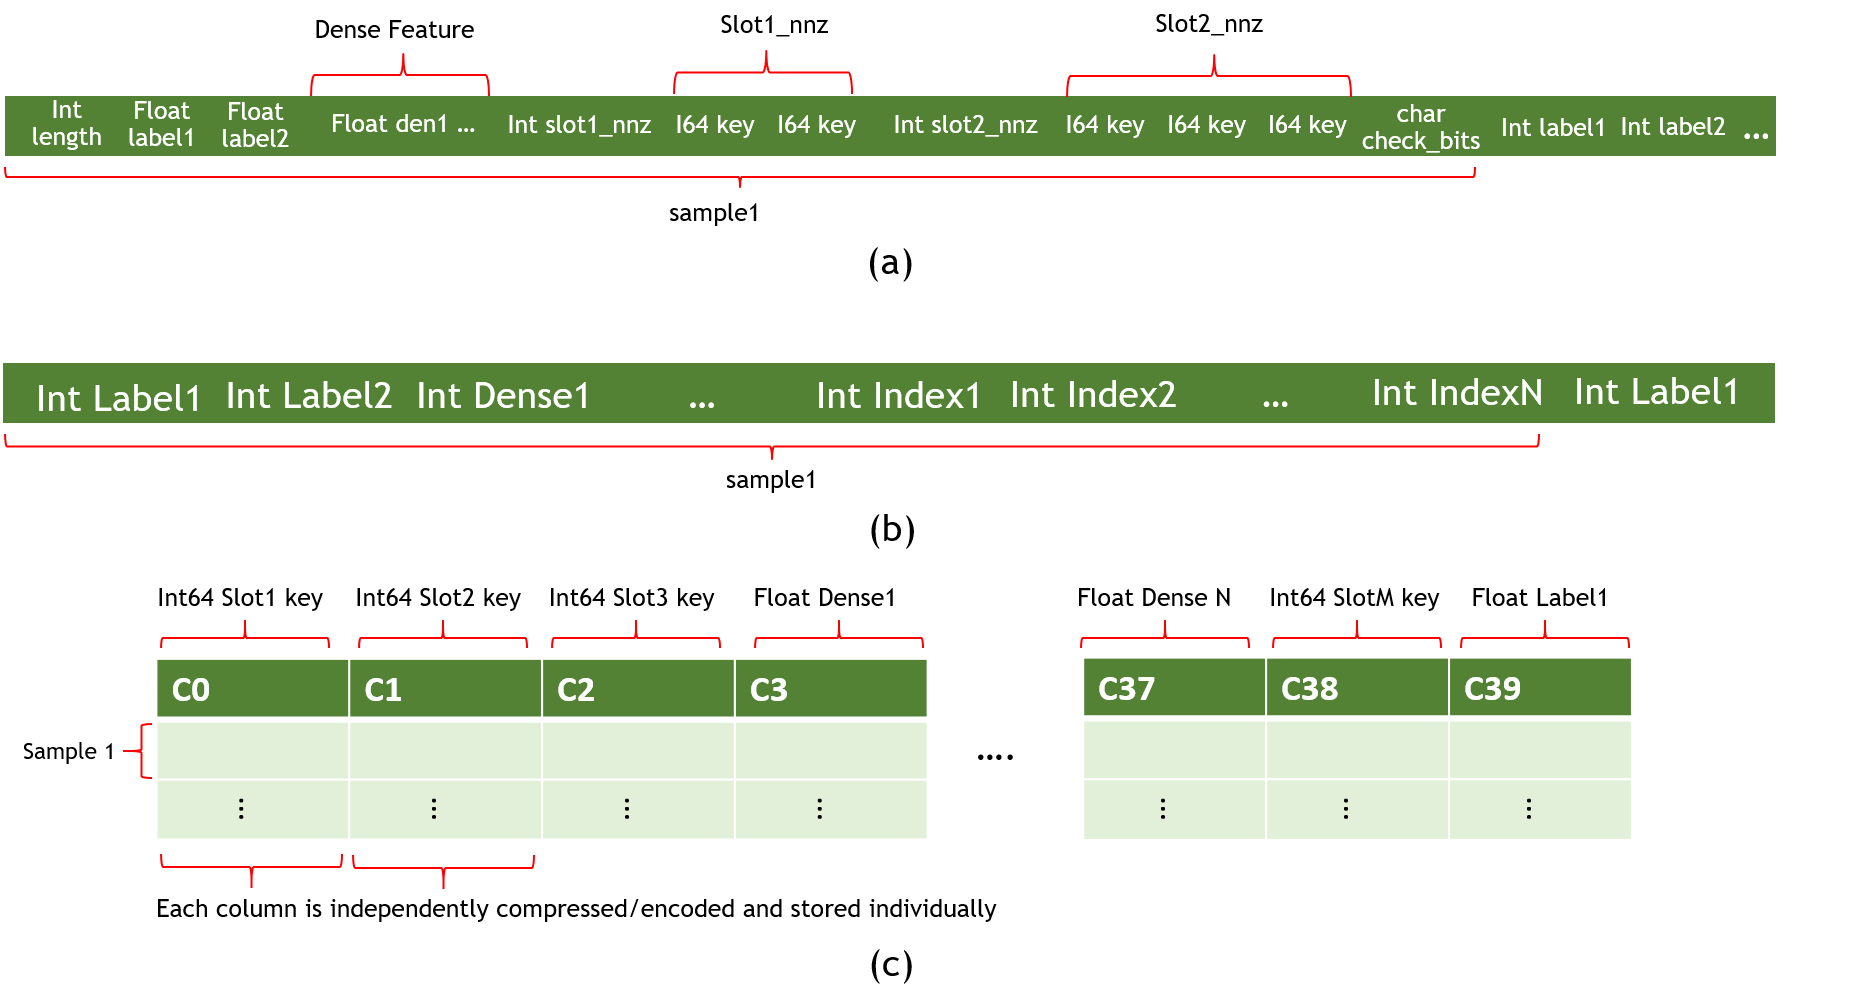 Dense Feature
Slot1_nnz
Slot2_nnz
Int length
Float label1
Float label2
Float den1 ...
Int slot1_nnz
I64 key
I64 key
Int slot2_nnz
I64 key
I64 key
I64 key
char check_bits
Int label1
Int label2
...
sample1
(a)
Int Label1
Int Label2
Int Dense1
...
Int Index1
Int Index2
...
Int IndexN
Int Label1
sample1
(b)
Int64 Slot1 key
Int64 Slot2 key
Int64 Slot3 key
Float Dense1
Float Dense N
Int64 SlotM key
Float Label1
C0
C1
C2
C3
C37
C38
C39
Sample 1
....
Each column is independently compressed/encoded and stored individually
(c)